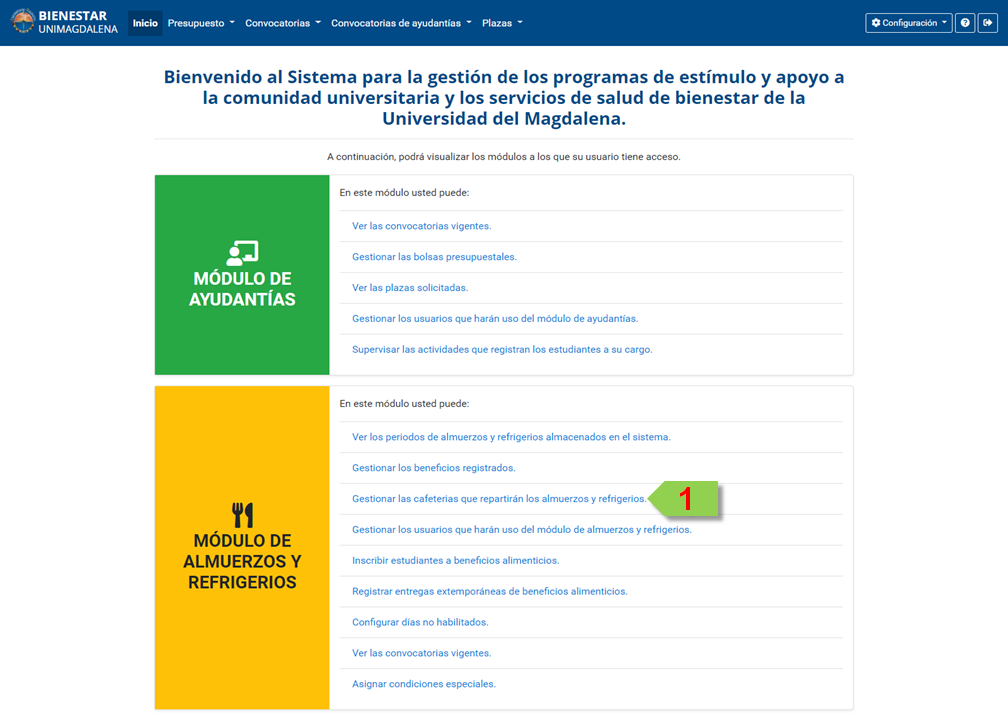 BIENESTAR
UNIMAGDALENA
Inicio
Presupuesto
Convocatorias
Convocatorias de ayudantías
Plazas
Configuración
Bienvenido al Sistema para la gestión de los programas de estímulo y apoyo a
la comunidad universitaria y los servicios de salud de bienestar de la
Universidad del Magdalena.
A continuación, podrá visualizar los módulos a los que su usuario tiene acceso.
MÓDULO DE
AYUDANTÍAS
En este módulo usted puede:
Ver las convocatorias vigentes.
Gestionar las bolsas presupuestales.
Ver las plazas solicitadas.
Gestionar los usuarios que harán uso del módulo de ayudantías.
Supervisar las actividades que registran los estudiantes a su cargo.
MÓDULO DE
ALMUERZOS Y
REFRIGERIOS
En este módulo usted puede:
Ver los periodos de almuerzos y refrigerios almacenados en el sistema.
Gestionar los beneficios registrados.
Gestionar las cafeterias que repartirán los almuerzos y refrigerios.
1
Gestionar los usuarios que harán uso del módulo de almuerzos y refrigerios.
Inscribir estudiantes a beneficios alimenticios.
Registrar entregas extemporáneas de beneficios alimenticios.
Configurar días no habilitados.
Ver las convocatorias vigentes.
Asignar condiciones especiales.